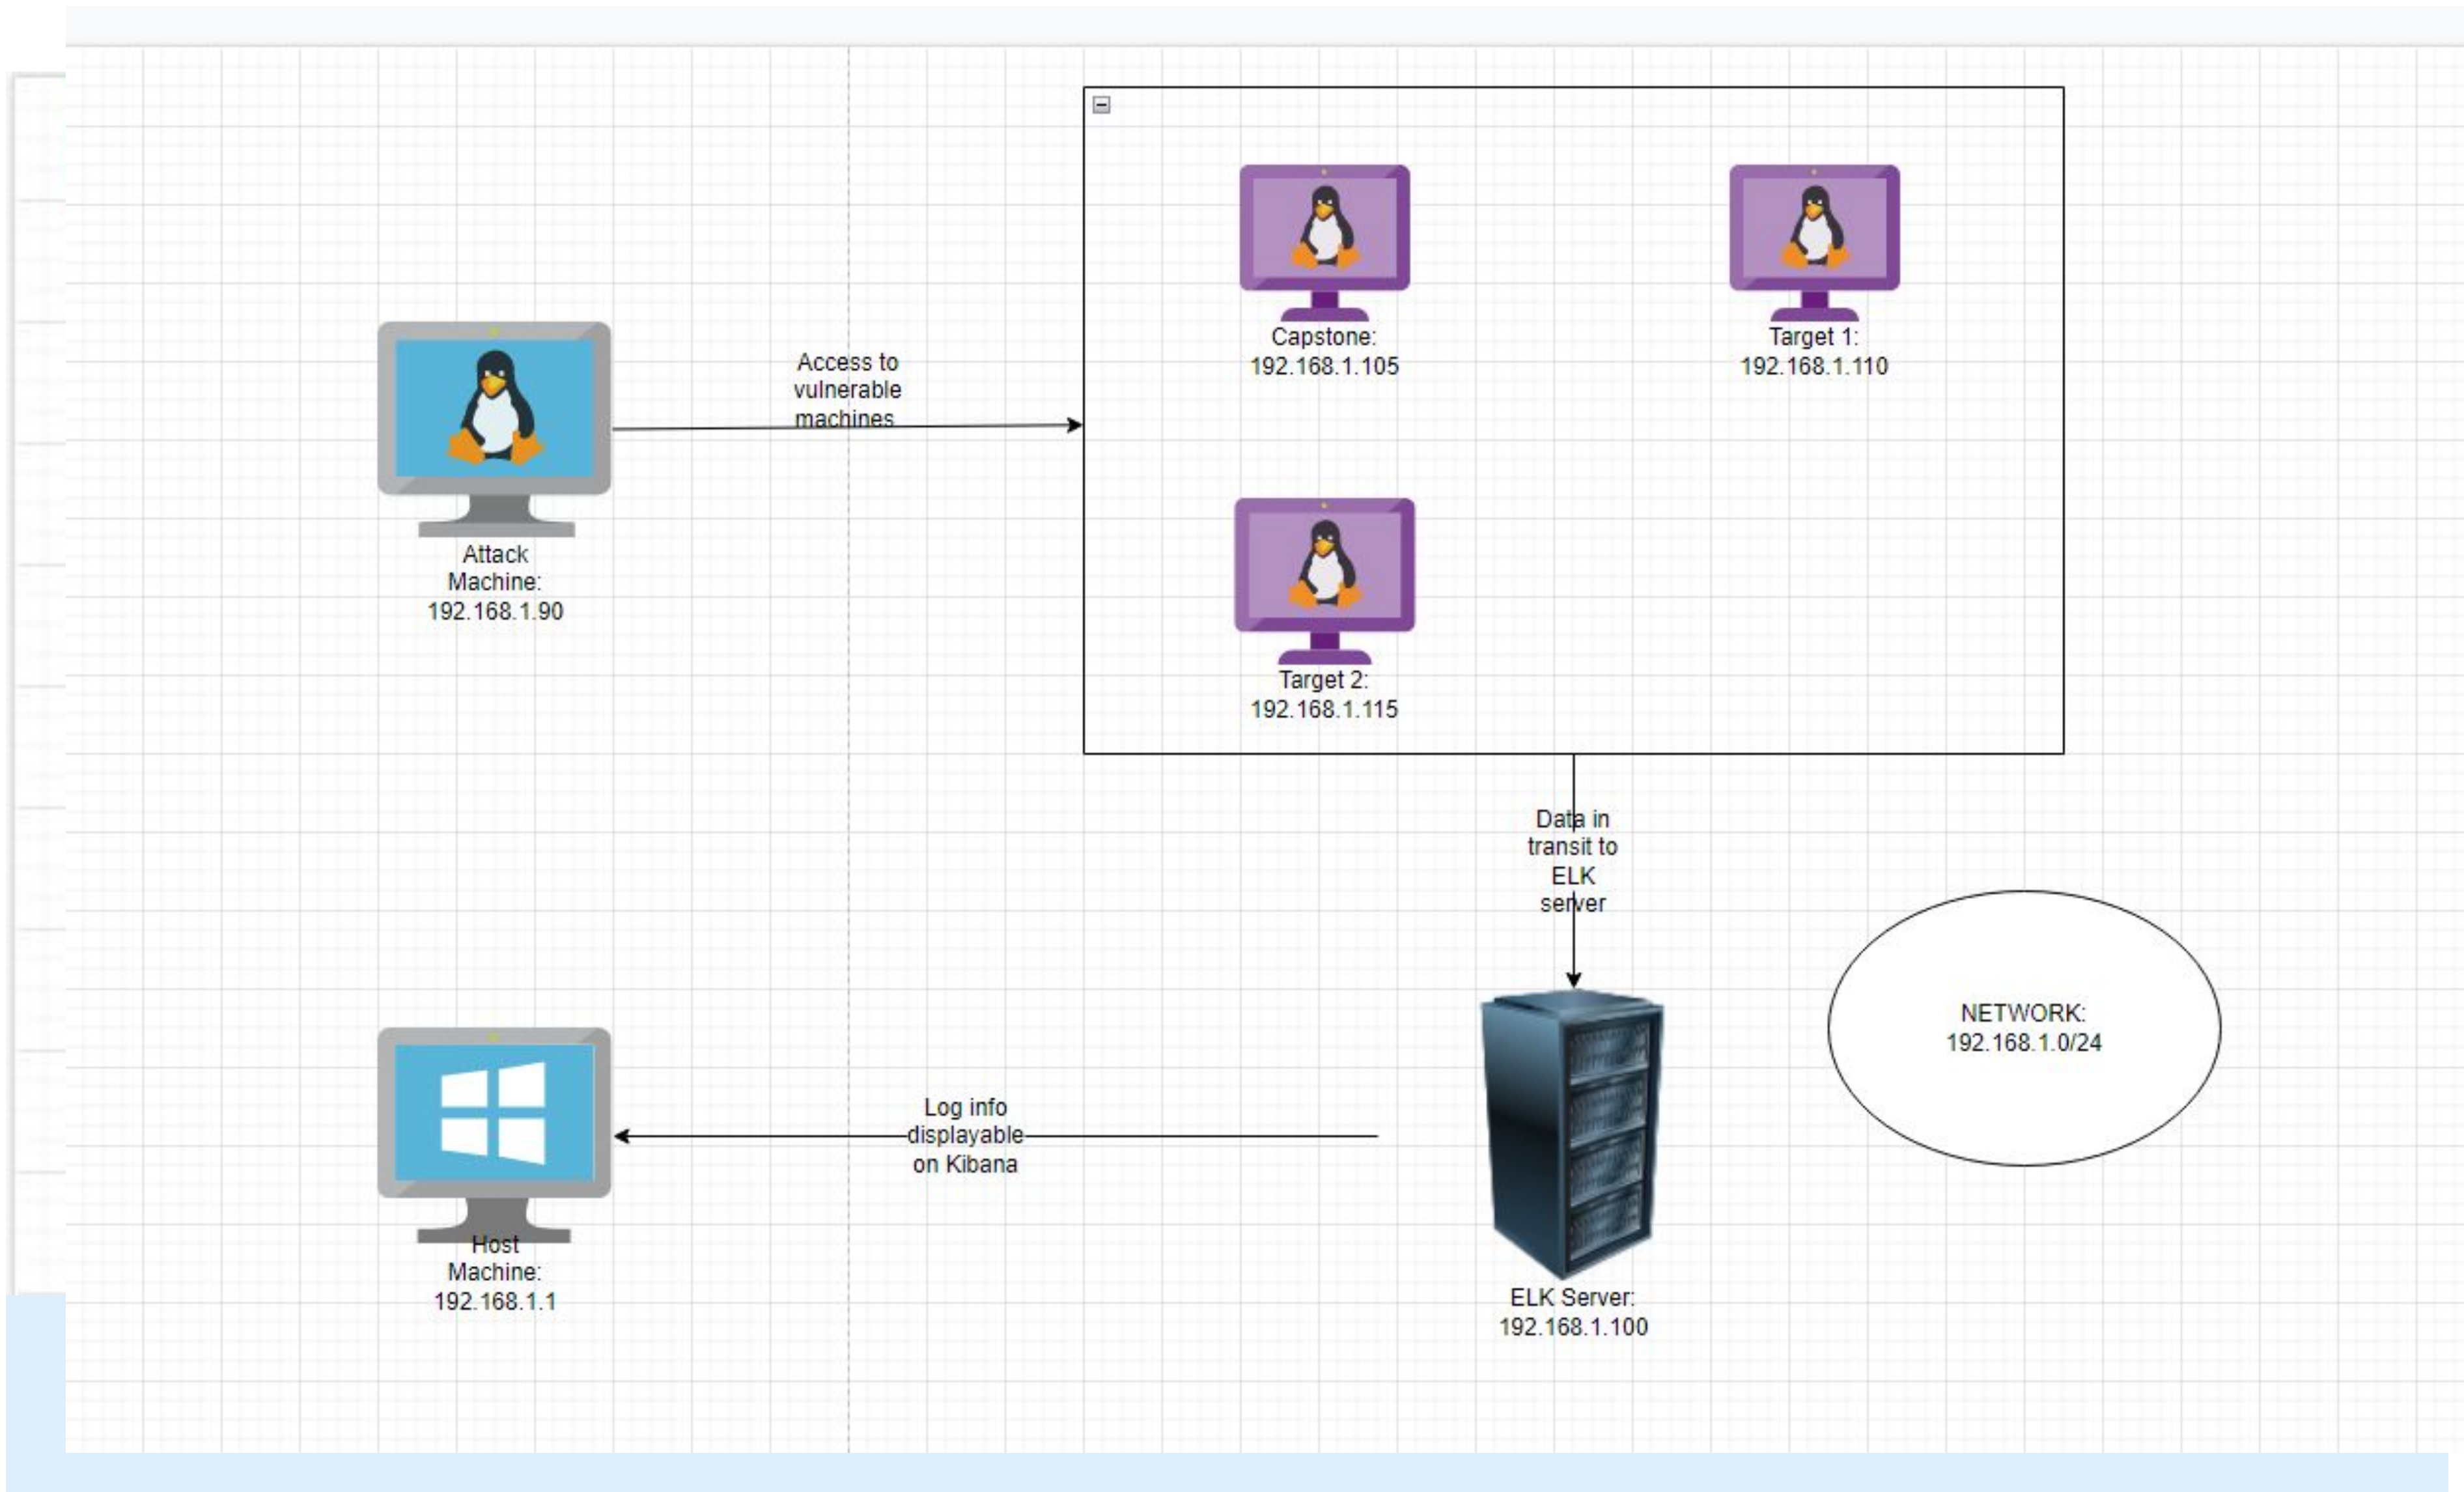 Capstone:
192.168.1.105
Target 1:
192.168.1.110
Access to
vulnerable
machines
Attack
Machine:
192.168.1.90
Target 2:
192.168.1.115
Data in
transit to
ELK
server
NETWORK:
192.168.1.0/24
Log info
displayable
on Kibana
Host
Machine:
192.168.1.1
ELK Server:
192.168.1.100